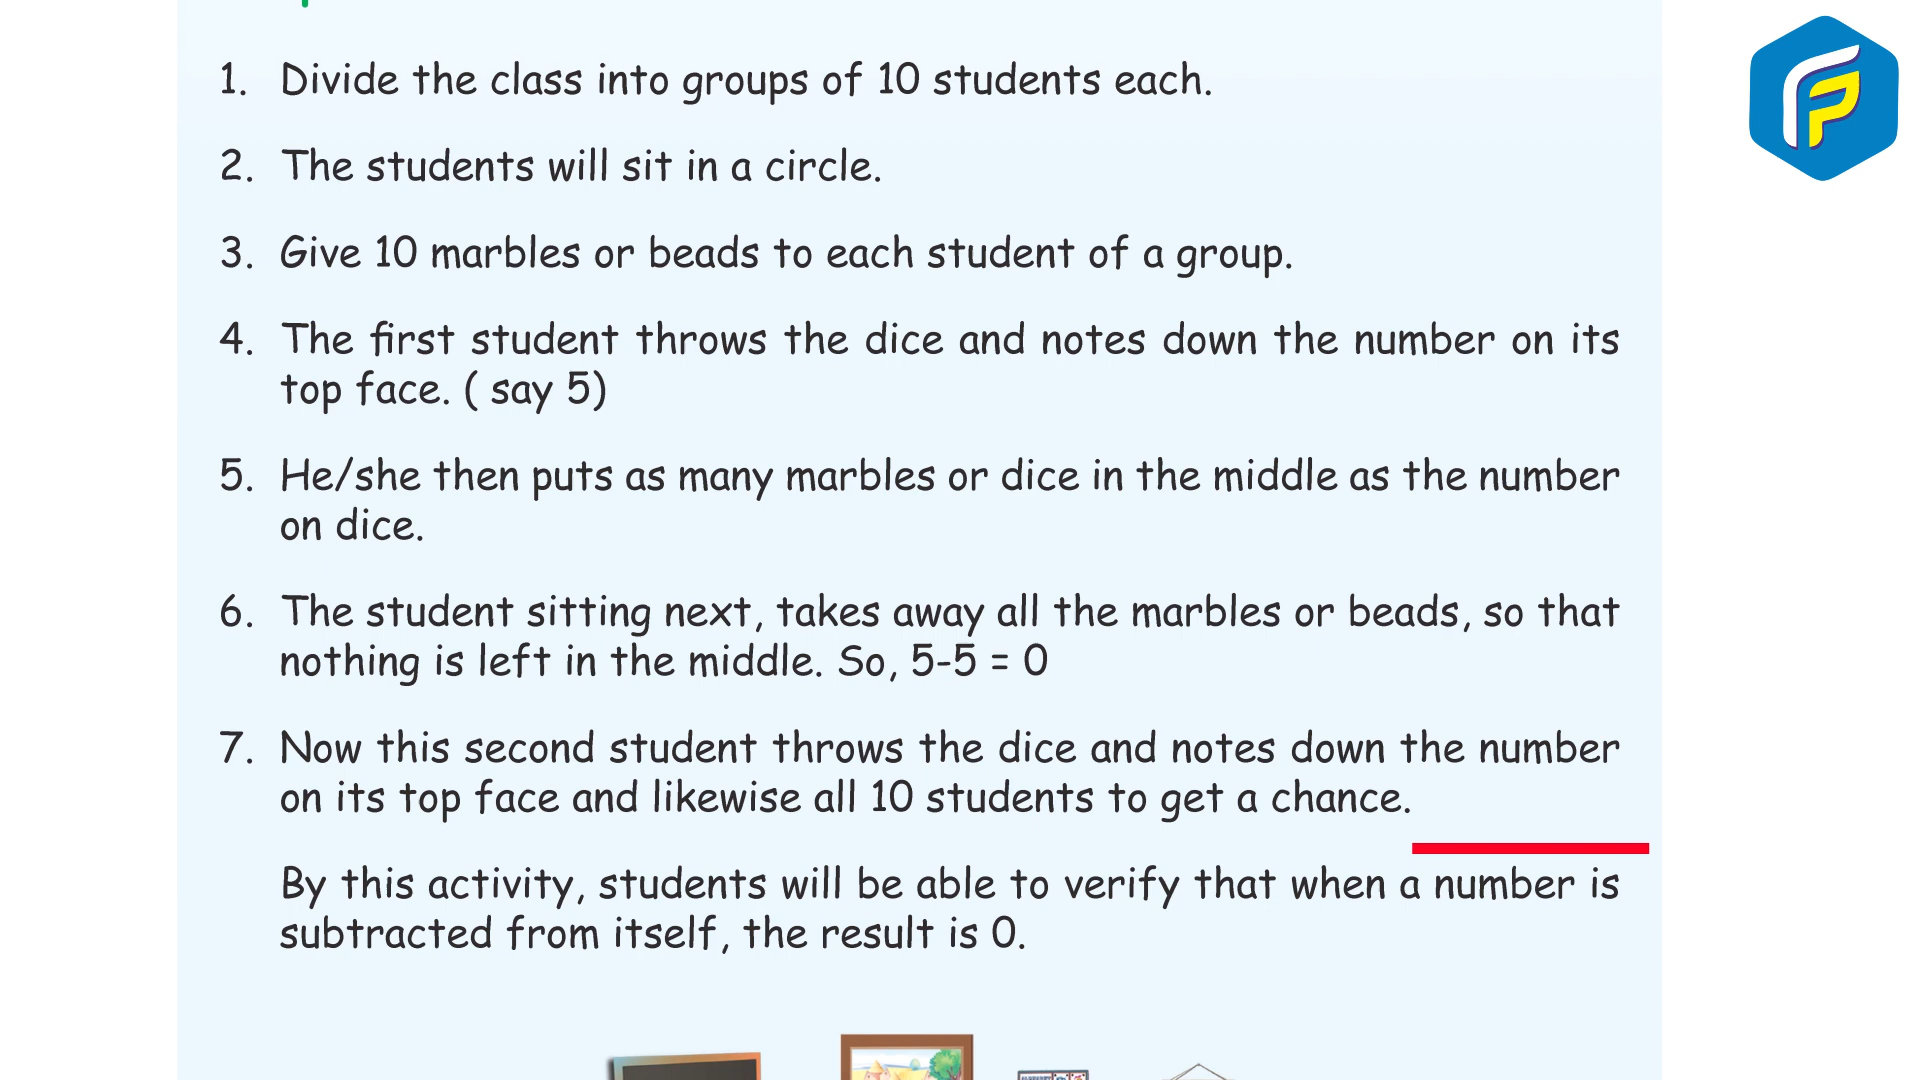 1. Divide the class into groups of 10 students each.
2. The students will sit in a circle.
3. Give 10 marbles or beads to each student of a group.
4. The first student throws the dice and notes down the number on its
top face. ( say 5)
5. He/she then puts as many marbles or dice in the middle as the number
on dice.
6. The student sitting next, takes away all the marbles or beads, so that
nothing is left in the middle. So, 5-5 = 0
7. Now this second student throws the dice and notes down the number
on its top face and likewise all 10 students to get a chance.
By this activity, students will be able to verify that when a number is
subtracted from itself, the result is 0.